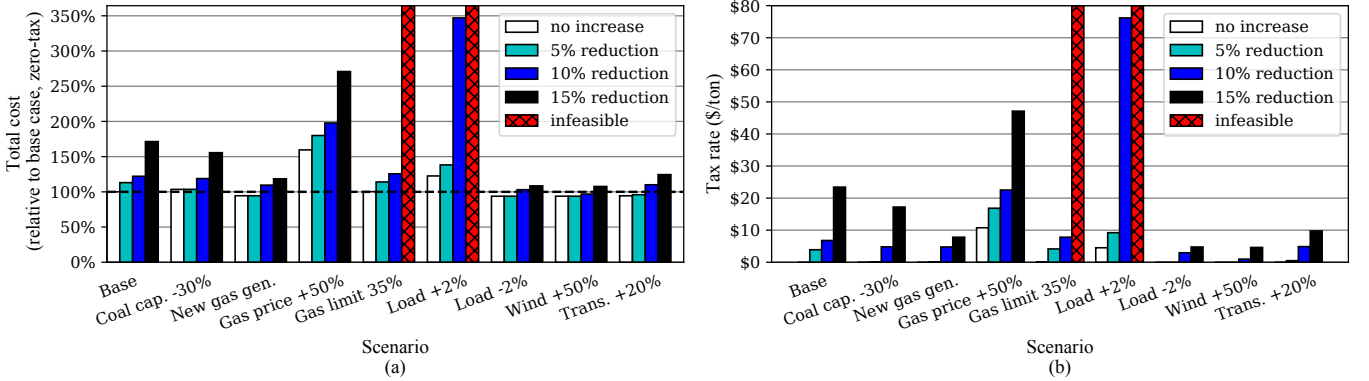 350%
300%
250%
200%
150%
100%
50%
0%
Total cost
(relative to base case, zero-tax)
no increase
5% reduction
10% reduction
15% reduction
infeasible
Base
Coal cap. -30%
New gas gen.
Gas price +50%
Gas limit 35%
Load +2%
Load -2%
Wind +50%
Trans. +20%
Scenario
(a)
$80
$70
$60
$50
$40
$30
$20
$10
$0
Tax rate ($/ton)
no increase
5% reduction
10% reduction
15% reduction
infeasible
Base
Coal cap. -30%
New gas gen.
Gas price +50%
Gas limit 35%
Load +2%
Load -2%
Wind +50%
Trans. +20%
Scenario
(b)